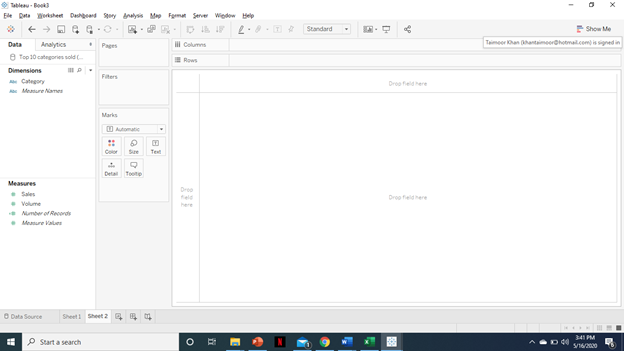 Tableau - Book3
File Data Worksheet Dashboard Story Analysis Map Format Server Window Help
Standard
Show Me
Taimoor Khan (khantaimoor@hotmail.com) is signed in
Data Analytics
Top 10 categories sold (...
Dimensions
Abc Category
Abc Measure Names
Measures
Sales
Volume
Number of Records
Measure Values
Pages
Filters
Marks
Automatic
Color Size Text
Detail Tooltip
Columns
Rows
Drop field here
Drop
field
here
Drop field here
Data Source Sheet 1 Sheet 2
Start a search
3:41 PM
5/16/2020